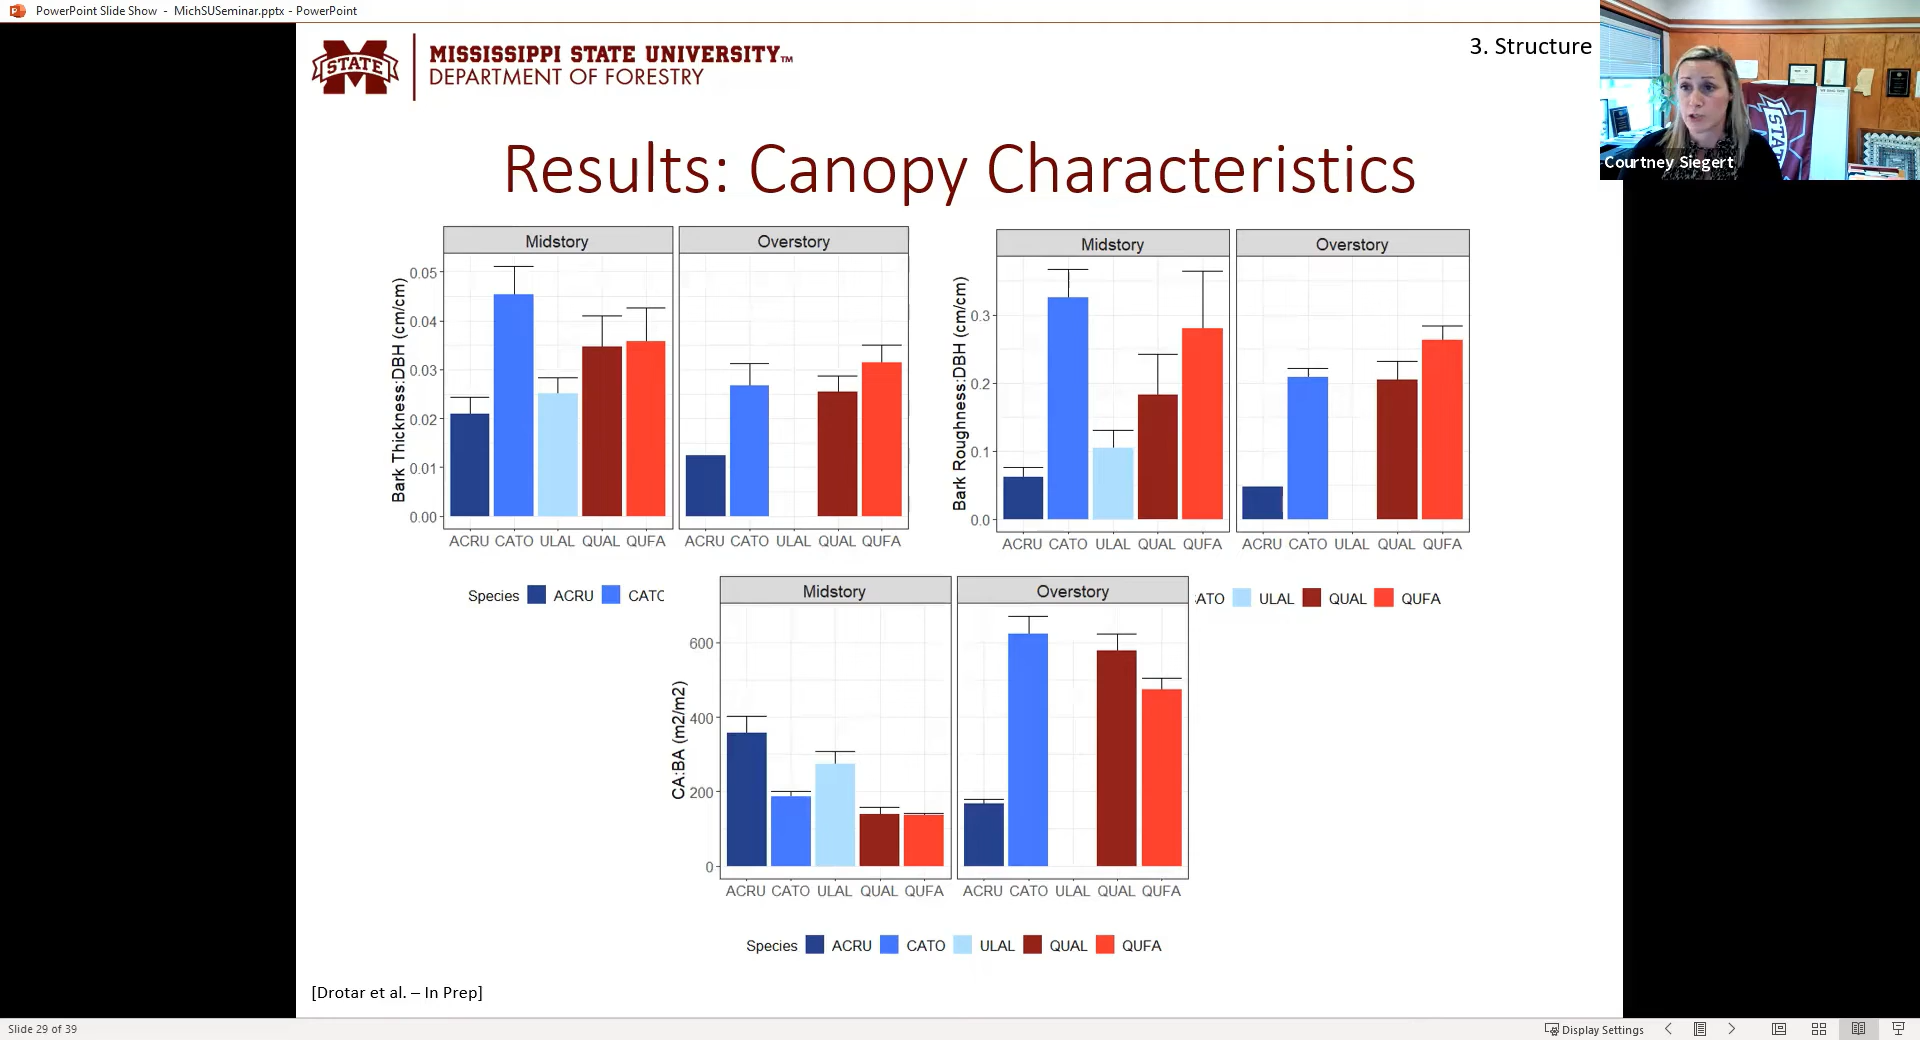 PowerPoint Slide Show - MichSUSeminar.pptx - PowerPoint
STATE
MISSISSIPPI STATE UNIVERSITY™
DEPARTMENT OF FORESTRY
3. Structure
STATE
Courtney Siegert
Results: Canopy Characteristics
Midstory
Overstory
Bark Thickness:DBH (cm/cm)
0.05
0.04
0.03
0.02
0.01
0.00
ACRU CATO ULAL QUAL QUFA
ACRU CATO ULAL QUAL QUFA
Species ACRU CATC
Midstory
Overstory
Bark Roughness:DBH (cm/cm)
0.3
0.2
0.1
0.0
ACRU CATO ULAL QUAL QUFA
ACRU CATO ULAL QUAL QUFA
ATO ULAL QUAL QUFA
Midstory
Overstory
CA:BA (m2/m2)
600
400
200
0
ACRU CATO ULAL QUAL QUFA
ACRU CATO ULAL QUAL QUFA
Species ACRU CATO ULAL QUAL QUFA
[Drotar et al. – In Prep]
Slide 29 of 39
Display Settings